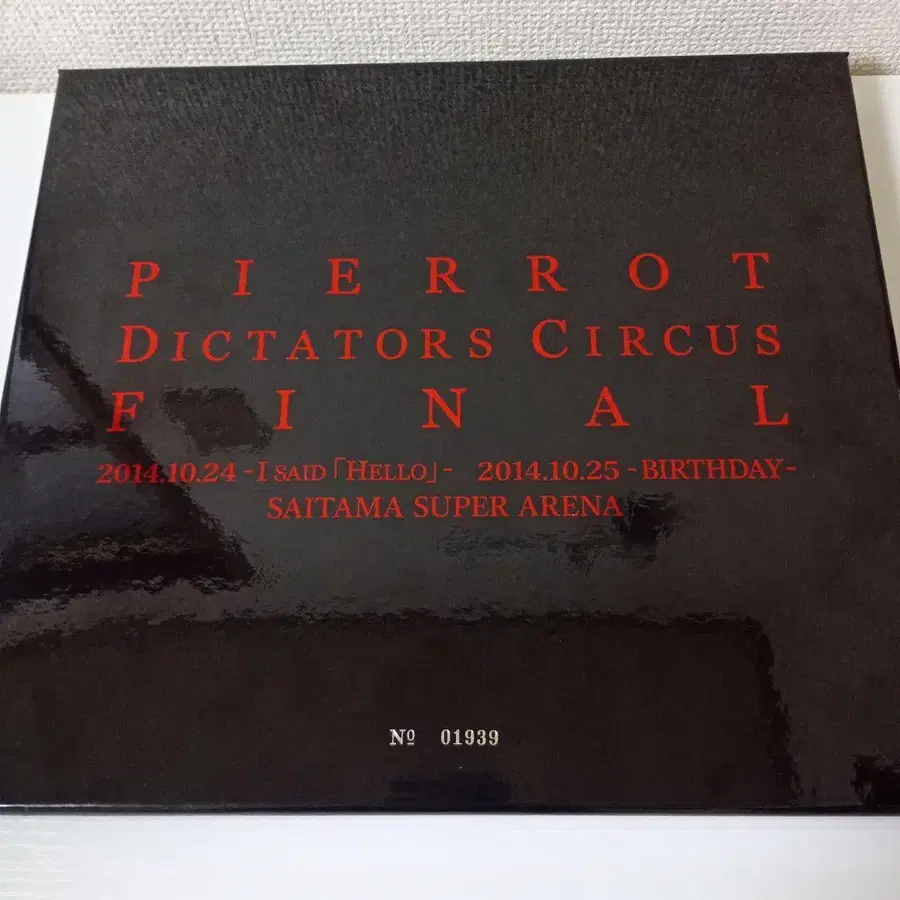 PIERROT
DICTATORS CIRCUS
FINAL
2014.10.24 -I SAID「HELLO」- 2014.10.25 -BIRTHDAY-
SAITAMA SUPER ARENA
№ 01939